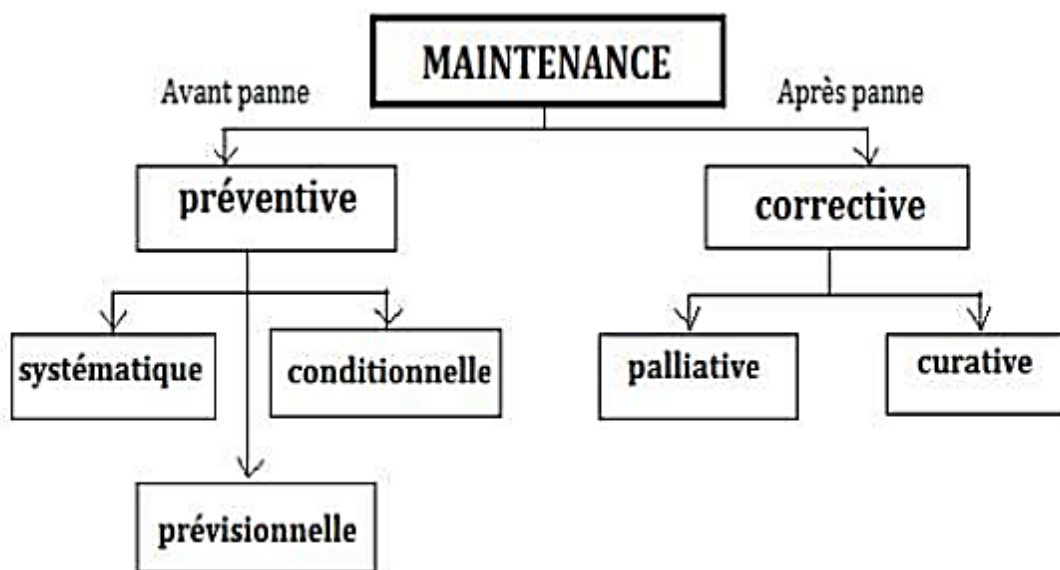 MAINTENANCE
Avant panne
Après panne
préventive
corrective
systématique
conditionnelle
palliative
curative
prévisionnelle